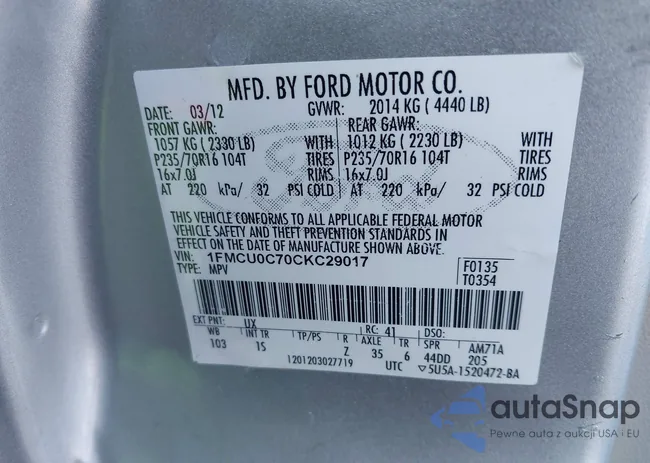 MFD. BY FORD MOTOR CO.
DATE: 03/12 GVWR: 2014 KG ( 4440 LB)
FRONT GAWR: REAR GAWR:
1057 KG ( 2330 LB) WITH 1012 KG ( 2230 LB) WITH
P235/70R16 104T TIRES P235/70R16 104T TIRES
16x7.0J RIMS 16x7.0J RIMS
AT 220 kPa/ 32 PSI COLD AT 220 kPa/ 32 PSI COLD
THIS VEHICLE CONFORMS TO ALL APPLICABLE FEDERAL MOTOR
VEHICLE SAFETY AND THEFT PREVENTION STANDARDS IN
EFFECT ON THE DATE OF MANUFACTURE SHOWN ABOVE.
VIN: 1FMCU0C70CKC29017
TYPE: MPV
F0135
T0354
EXT PNT: UX RC: 41 DSO:
WB INT TR TP/PS R AXLE TR SPR AM71A
103 IS Z 35 6 44DD 205
1201203027719 UTC ▽5U5A-1520472-BA
autaSnap
Pewne auta z aukcji USA i EU